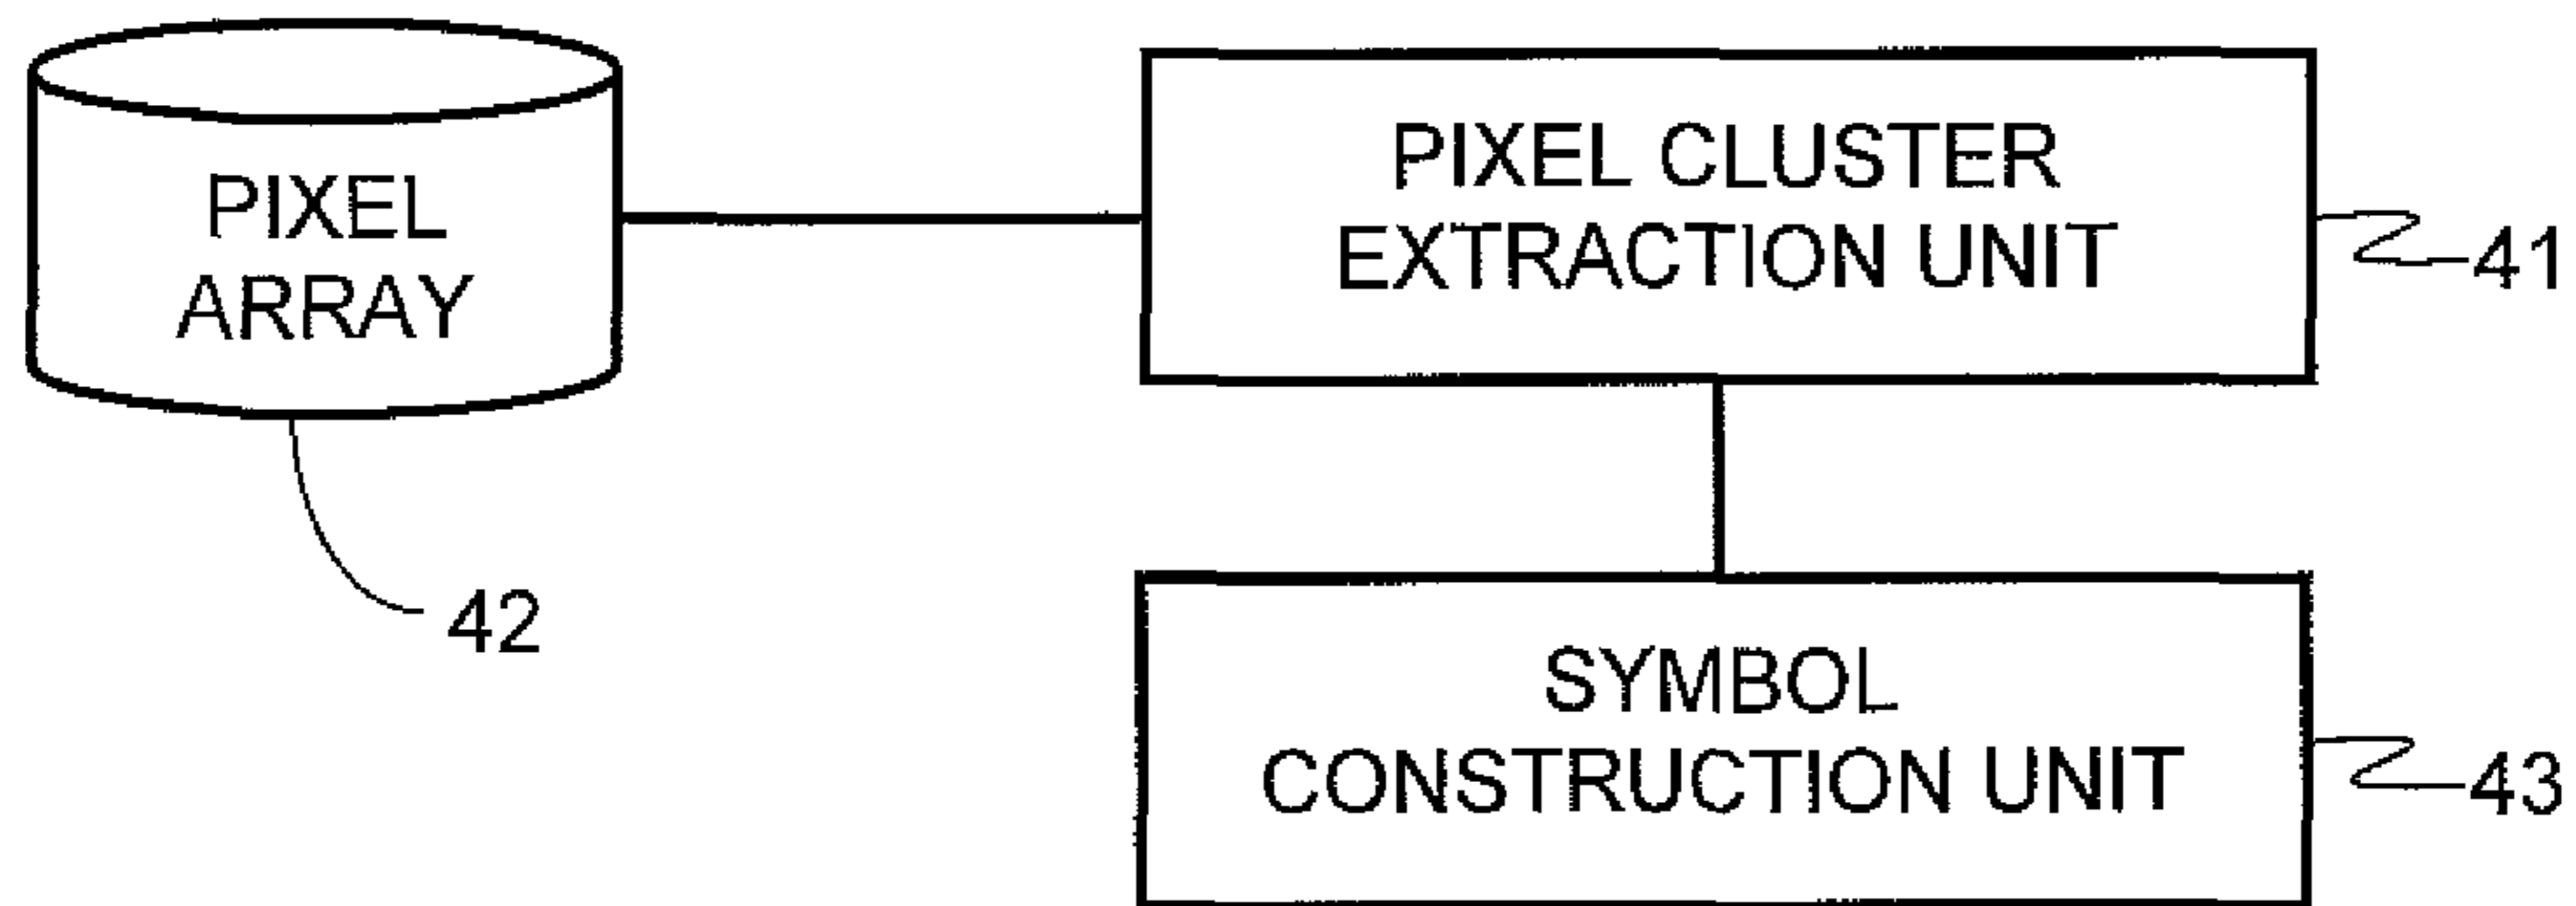 PIXEL
ARRAY
42
PIXEL CLUSTER
EXTRACTION UNIT
41
SYMBOL
CONSTRUCTION UNIT
43